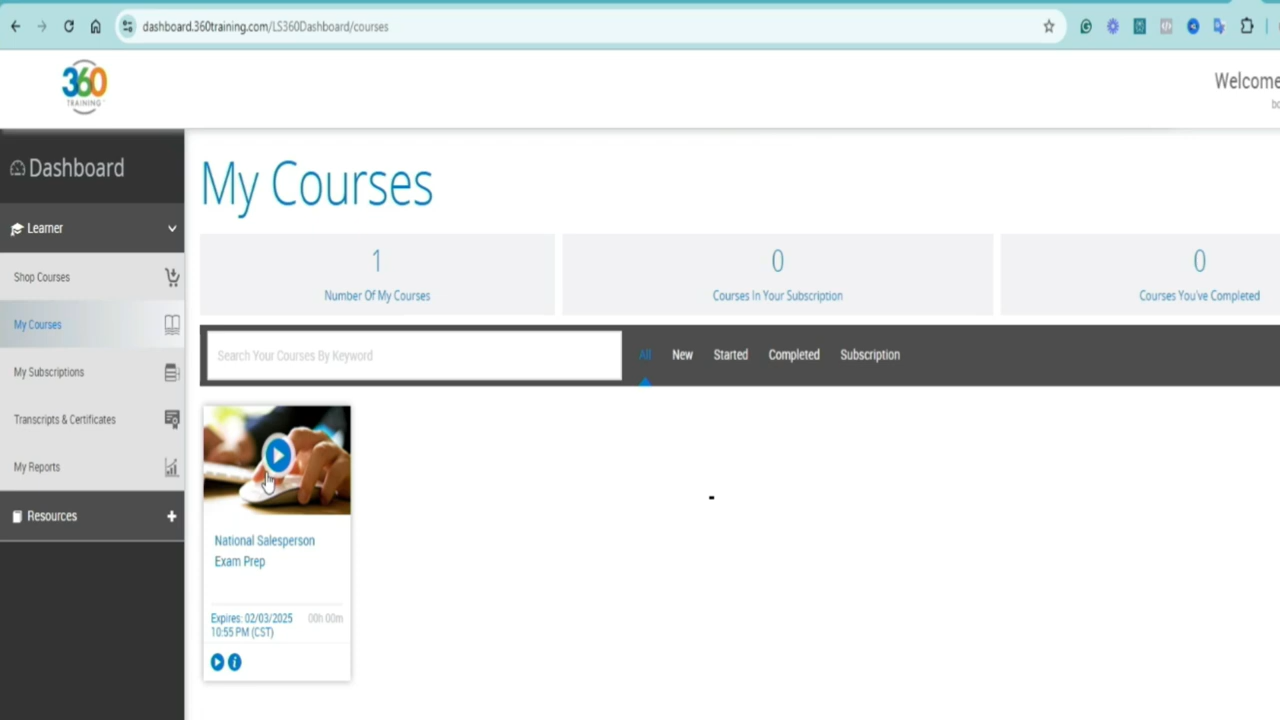 dashboard.360training.com/LS360Dashboard/courses
360
TRAINING
Welcome
Dashboard
Learner
Shop Courses
My Courses
My Subscriptions
Transcripts & Certificates
My Reports
Resources
My Courses
1
Number Of My Courses
0
Courses In Your Subscription
0
Courses You've Completed
Search Your Courses By Keyword
All New Started Completed Subscription
National Salesperson
Exam Prep
Expires: 02/03/2025 00h 00m
10:55 PM (CST)